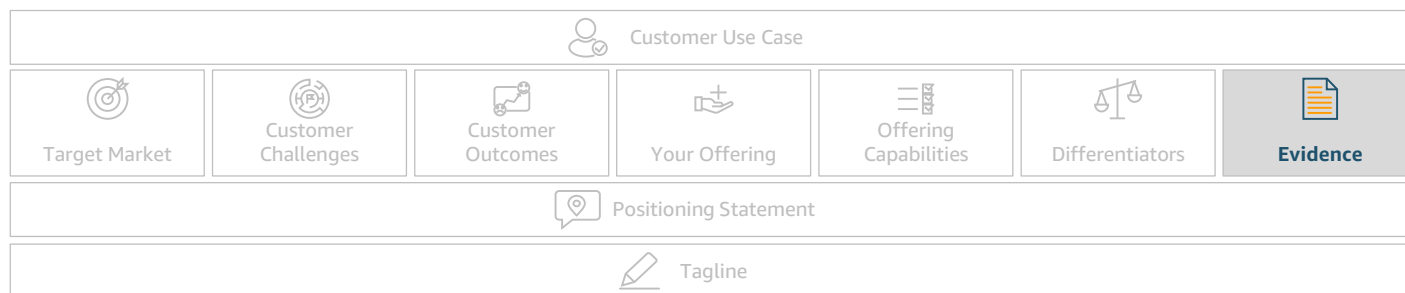 Customer Use Case
Target Market
Customer
Challenges
Customer
Outcomes
Your Offering
Offering
Capabilities
Differentiators
Evidence
Positioning Statement
Tagline